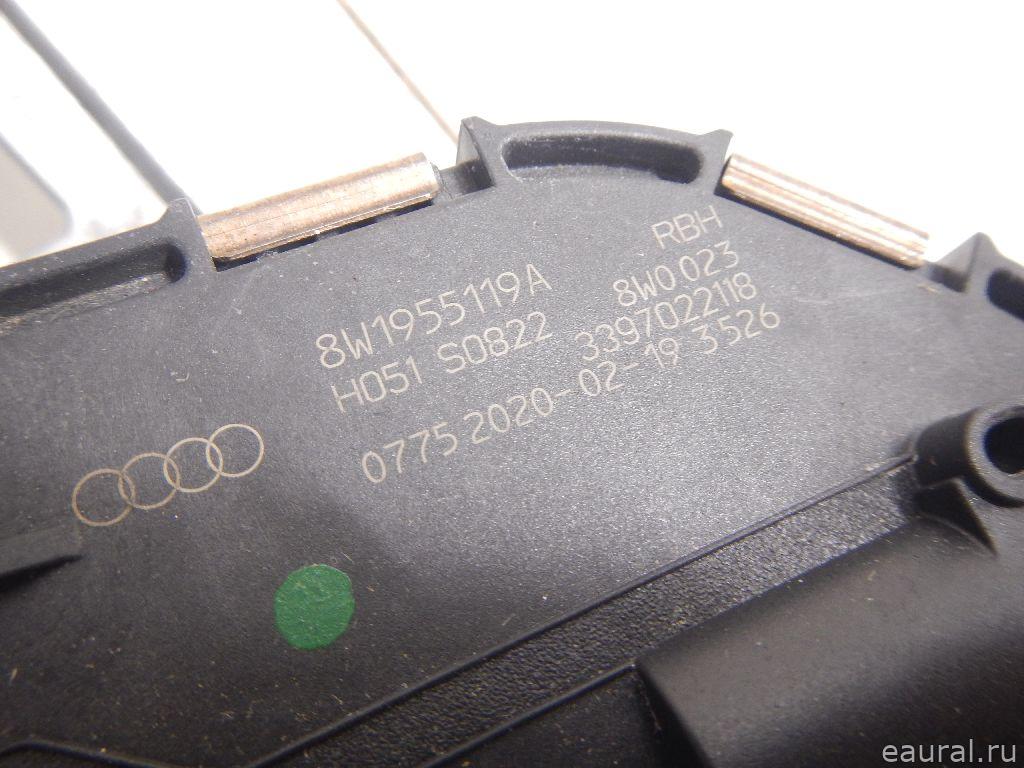 RBH
8W1955119A 8W0 023
H051 S0822 3397022118
0775 2020-02-19 3526
eaural.ru